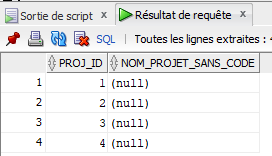 Sortie de script x Résultat de requête x
SQL | Toutes les lignes extraites :
PROJ_ID NOM_PROJET_SANS_CODE
1 1 (null)
2 2 (null)
3 3 (null)
4 4 (null)